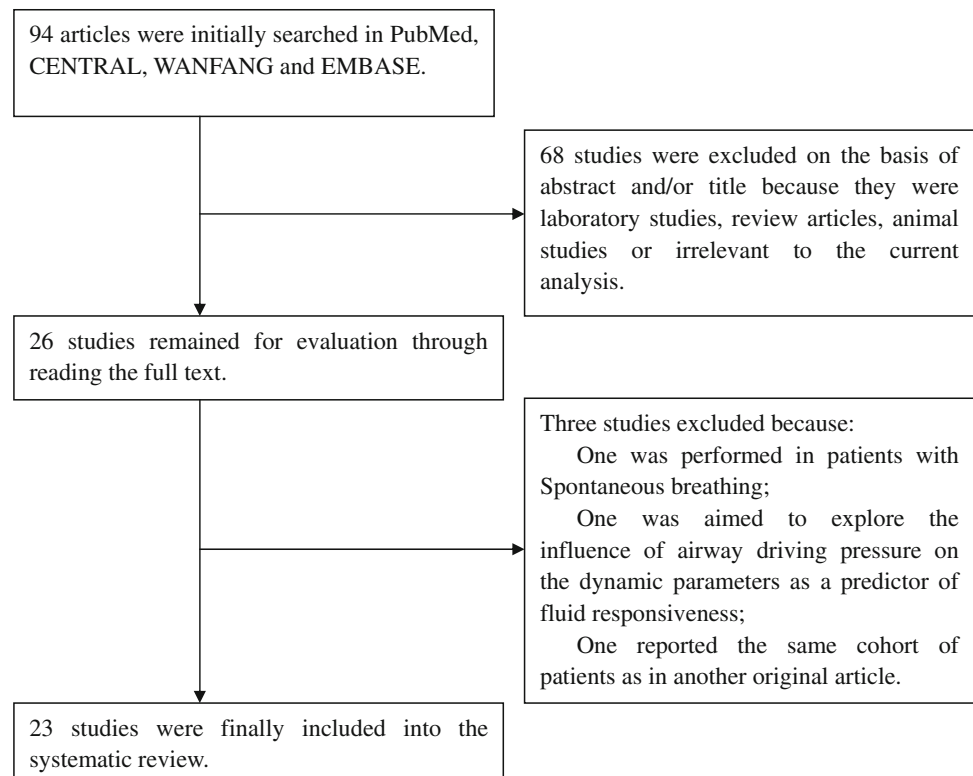 94 articles were initially searched in PubMed,
CENTRAL, WANFANG and EMBASE.
68 studies were excluded on the basis of
abstract and/or title because they were
laboratory studies, review articles, animal
studies or irrelevant to the current
analysis.
26 studies remained for evaluation through
reading the full text.
Three studies excluded because:
One was performed in patients with
Spontaneous breathing;
One was aimed to explore the
influence of airway driving pressure on
the dynamic parameters as a predictor of
fluid responsiveness;
One reported the same cohort of
patients as in another original article.
23 studies were finally included into the
systematic review.